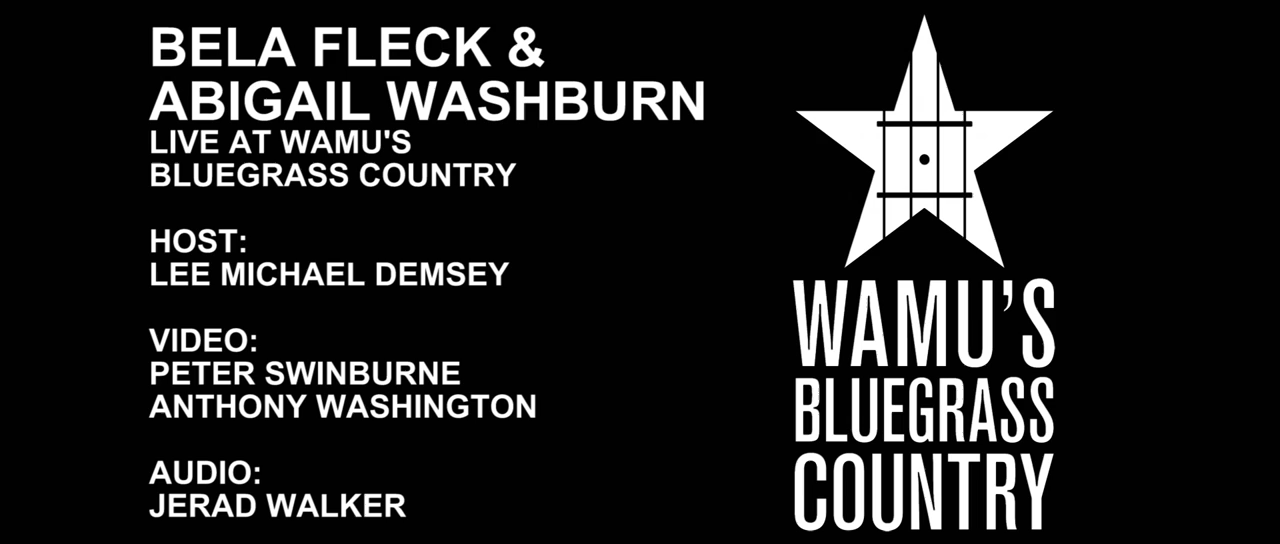 BELA FLECK &
ABIGAIL WASHBURN
LIVE AT WAMU'S
BLUEGRASS COUNTRY
HOST:
LEE MICHAEL DEMSEY
VIDEO:
PETER SWINBURNE
ANTHONY WASHINGTON
AUDIO:
JERAD WALKER
WAMU'S
BLUEGRASS
COUNTRY